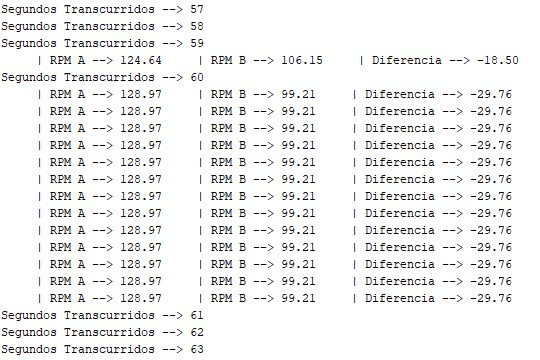 Segundos Transcurridos --> 57
Segundos Transcurridos --> 58
Segundos Transcurridos --> 59
| RPM A --> 124.64 | RPM B --> 106.15 | Diferencia --> -18.50
Segundos Transcurridos --> 60
| RPM A --> 128.97 | RPM B --> 99.21 | Diferencia --> -29.76
| RPM A --> 128.97 | RPM B --> 99.21 | Diferencia --> -29.76
| RPM A --> 128.97 | RPM B --> 99.21 | Diferencia --> -29.76
| RPM A --> 128.97 | RPM B --> 99.21 | Diferencia --> -29.76
| RPM A --> 128.97 | RPM B --> 99.21 | Diferencia --> -29.76
| RPM A --> 128.97 | RPM B --> 99.21 | Diferencia --> -29.76
| RPM A --> 128.97 | RPM B --> 99.21 | Diferencia --> -29.76
| RPM A --> 128.97 | RPM B --> 99.21 | Diferencia --> -29.76
| RPM A --> 128.97 | RPM B --> 99.21 | Diferencia --> -29.76
| RPM A --> 128.97 | RPM B --> 99.21 | Diferencia --> -29.76
| RPM A --> 128.97 | RPM B --> 99.21 | Diferencia --> -29.76
| RPM A --> 128.97 | RPM B --> 99.21 | Diferencia --> -29.76
| RPM A --> 128.97 | RPM B --> 99.21 | Diferencia --> -29.76
Segundos Transcurridos --> 61
Segundos Transcurridos --> 62
Segundos Transcurridos --> 63